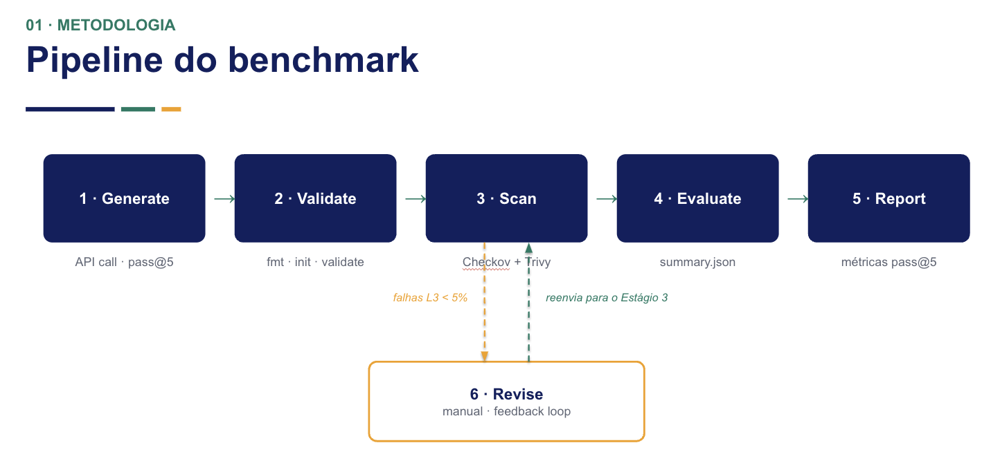 01 · METODOLOGIA
Pipeline do benchmark
1 · Generate
→
2 · Validate
→
3 · Scan
→
4 · Evaluate
→
5 · Report
API call · pass@5
fmt · init · validate
Checkov + Trivy
summary.json
métricas pass@5
falhas L3 < 5%
reenvia para o Estágio 3
6 · Revise
manual · feedback loop